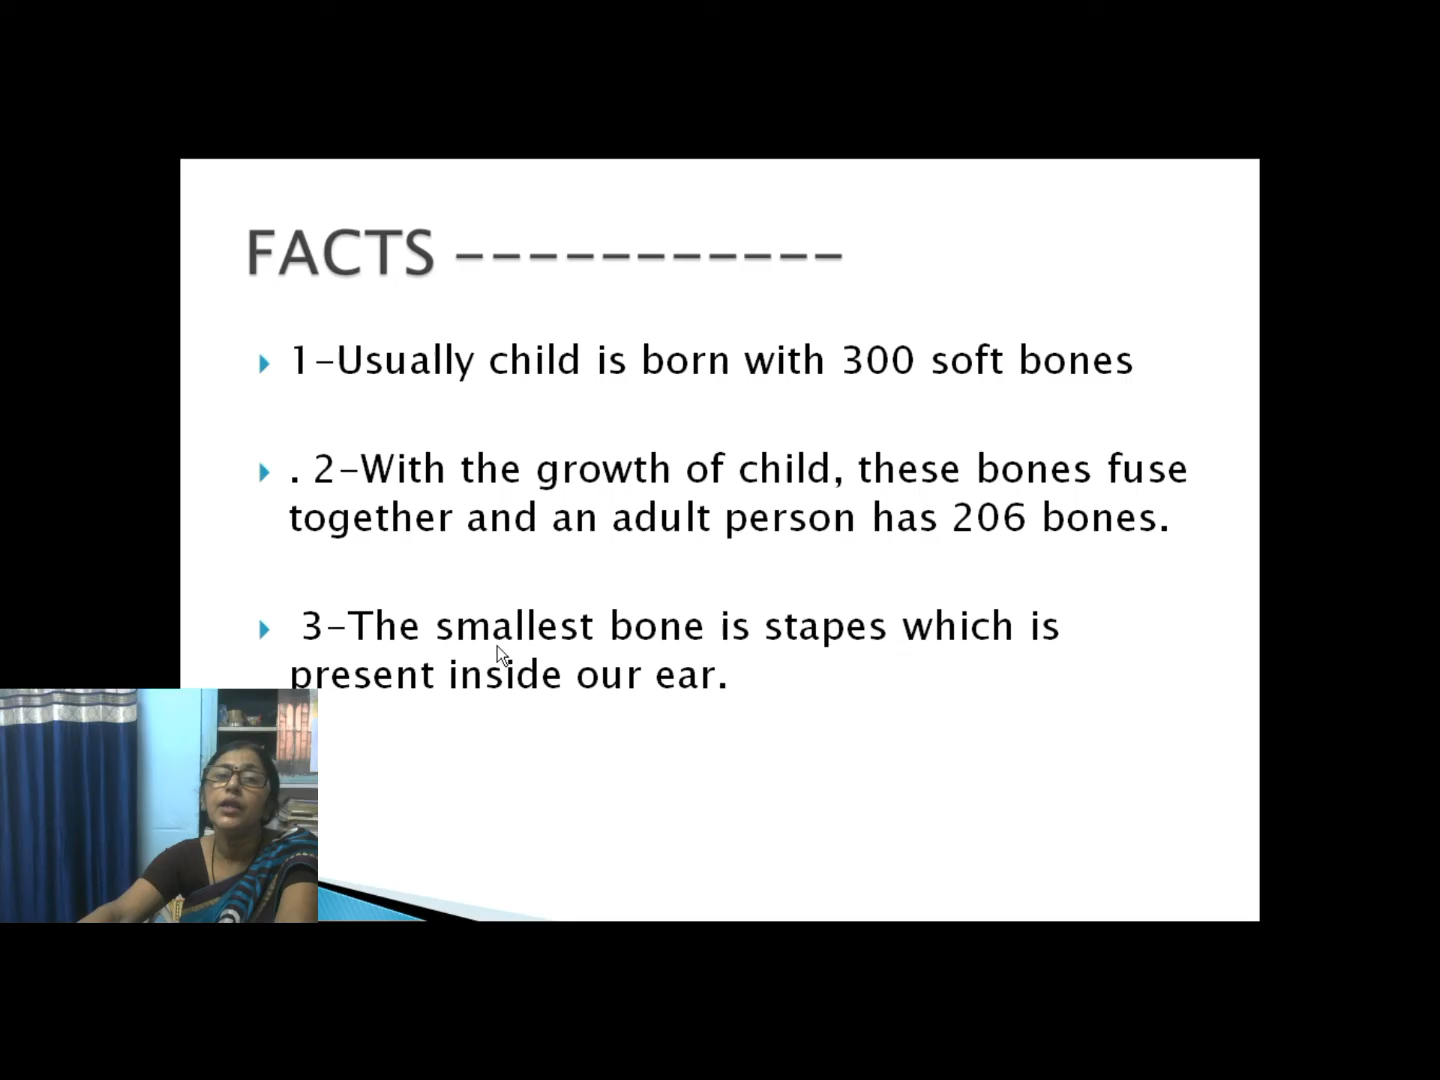 FACTS -----------
1-Usually child is born with 300 soft bones
. 2-With the growth of child, these bones fuse
together and an adult person has 206 bones.
3-The smallest bone is stapes which is
present inside our ear.